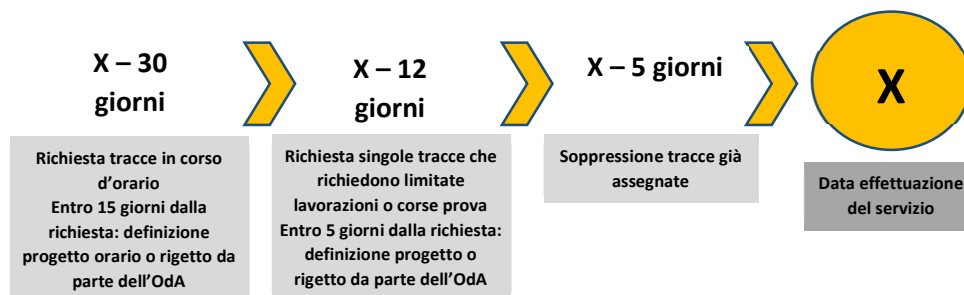 X – 30
giorni
X – 12
giorni
X – 5 giorni
X
Richiesta tracce in corso
d’orario
Entro 15 giorni dalla
richiesta: definizione
progetto orario o rigetto da
parte dell’OdA
Richiesta singole tracce che
richiedono limitate
lavorazioni o corse prova
Entro 5 giorni dalla richiesta:
definizione progetto o
rigetto da parte dell’OdA
Soppressione tracce già
assegnate
Data effettuazione
del servizio